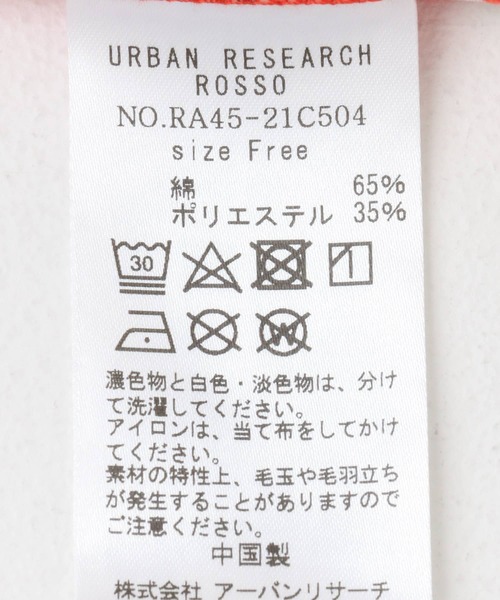 URBAN RESEARCH
ROSSO
NO.RA45-21C504
size Free
綿 65%
ポリエステル 35%
30
W
濃色物と白色・淡色物は、分け
て洗濯してください。
アイロンは、当て布をしてかけ
てください。
素材の特性上、毛玉や毛羽立ち
が発生することがありますので
ご注意ください。
中国製
株式会社 アーバンリサーチ